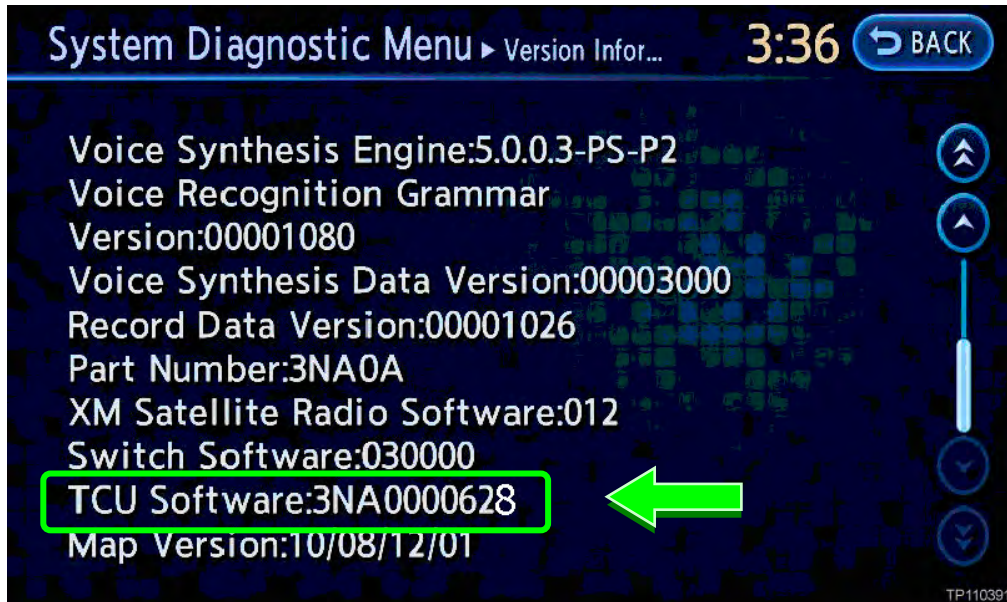 System Diagnostic Menu ▸ Version Infor... 3:36 BACK
Voice Synthesis Engine:5.0.0.3-PS-P2
Voice Recognition Grammar
Version:00001080
Voice Synthesis Data Version:00003000
Record Data Version:00001026
Part Number:3NA0A
XM Satellite Radio Software:012
Switch Software:030000
TCU Software:3NA0000628
Map Version:10/08/12/01
TP11039